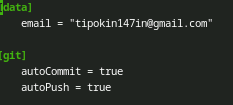 [data]
email = "tipokin147in@gmail.com"
[git]
autoCommit = true
autoPush = true